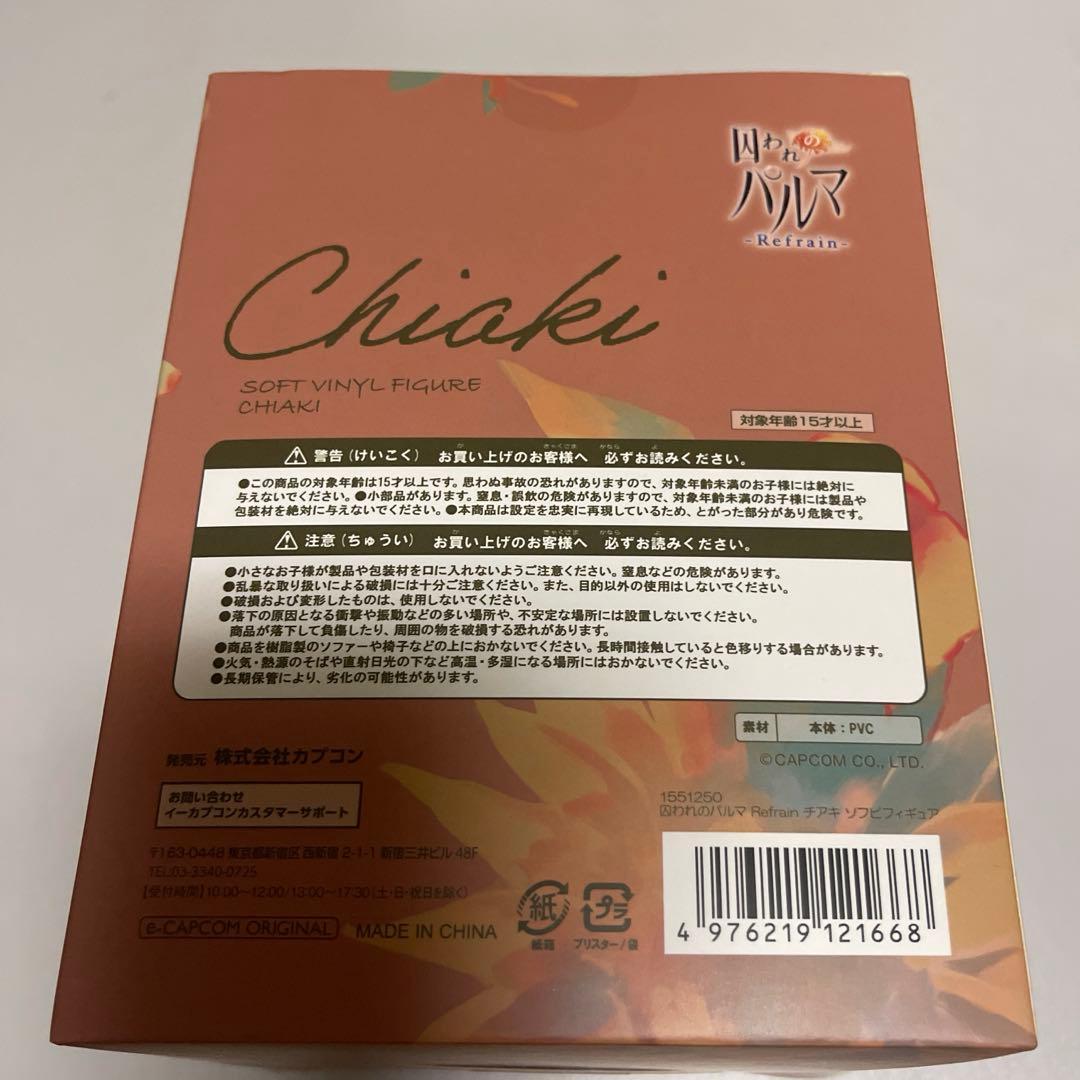 囚われの
パルマ
-Refrain-
Chiaki
SOFT VINYL FIGURE
CHIAKI
対象年齢15才以上
警告(けいこく) お買い上げのお客様へ 必ずお読みください。
●この商品の対象年齢は15才以上です。思わぬ事故の恐れがありますので、対象年齢未満のお子様には絶対に
与えないでください。●小部品があります。窒息・誤飲の危険がありますので、対象年齢未満のお子様には製品や
包装材を絶対に与えないでください。●本商品は設定を忠実に再現しているため、とがった部分があり危険です。
注意(ちゅうい) お買い上げのお客様へ 必ずお読みください。
●小さなお子様が製品や包装材を口に入れないようご注意ください。窒息などの危険があります。
●乱暴な取り扱いによる破損には十分ご注意ください。また、目的以外の使用はしないでください。
●破損および変形したものは、使用しないでください。
●落下の原因となる衝撃や振動などの多い場所や、不安定な場所には設置しないでください。
商品が落下して負傷したり、周囲の物を破損する恐れがあります。
●商品を樹脂製のソファーや椅子などの上におかないでください。長時間接触していると色移りする場合があります。
●火気・熱源のそばや直射日光の下など高温・多湿になる場所にはおかないでください。
●長期保管により、劣化の可能性があります。
素材 本体:PVC
©CAPCOM CO., LTD.
発売元 株式会社カプコン
お問い合わせ
イーカプコンカスタマーサポート
〒163-0448 東京都新宿区 西新宿 2-1-1 新宿三井ビル 48F
TEL:03-3340-0725
【受付時間】10:00~12:00/13:00~17:30(土・日・祝日を除く)
e-CAPCOM ORIGINAL MADE IN CHINA
紙
紙箱
プラ
ブリスター/袋
1551250
囚われのパルマ Refrain チアキ ソフビフィギュア
4 976219 121668